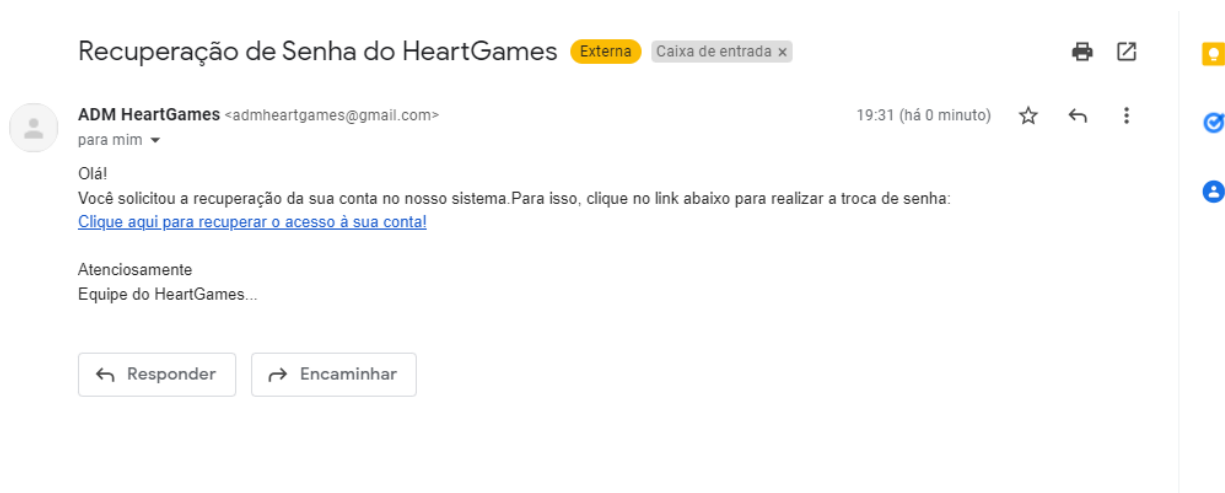 Recuperação de Senha do HeartGames Externa Caixa de entrada x
ADM HeartGames <admheartgames@gmail.com> 19:31 (há 0 minuto)
para mim
Olá!
Você solicitou a recuperação da sua conta no nosso sistema.Para isso, clique no link abaixo para realizar a troca de senha:
Clique aqui para recuperar o acesso à sua conta!
Atenciosamente
Equipe do HeartGames...
Responder Encaminhar